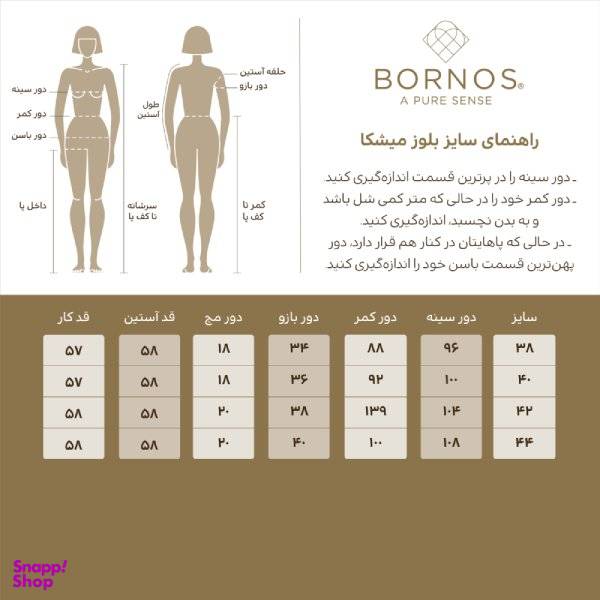 BORNOS®
A PURE SENSE
راهنمای سایز بلوز میشکا
ـ دور سینه را در پرترین قسمت اندازه‌گیری کنید.
ـ دور کمر خود را در حالی که متر کمی شل باشد
و به بدن نچسبد، اندازه‌گیری کنید.
ـ در حالی که پاهایتان در کنار هم قرار دارد، دور
پهن‌ترین قسمت باسن خود را اندازه‌گیری کنید.
حلقه آستین
دور بازو
طول
آستین
دور سینه
دور کمر
دور باسن
کمر تا
کف پا
سرشانه
تا کف پا
داخل پا
سایز دور سینه دور کمر دور بازو دور مچ قد آستین قد کار
۳۸ ۹۶ ۸۸ ۳۴ ۱۸ ۵۸ ۵۷
۴۰ ۱۰۰ ۹۲ ۳۶ ۱۸ ۵۸ ۵۷
۴۲ ۱۰۴ ۱۳۹ ۳۸ ۲۰ ۵۸ ۵۸
۴۴ ۱۰۸ ۱۰۰ ۴۰ ۲۰ ۵۸ ۵۸
Snapp!
Shop